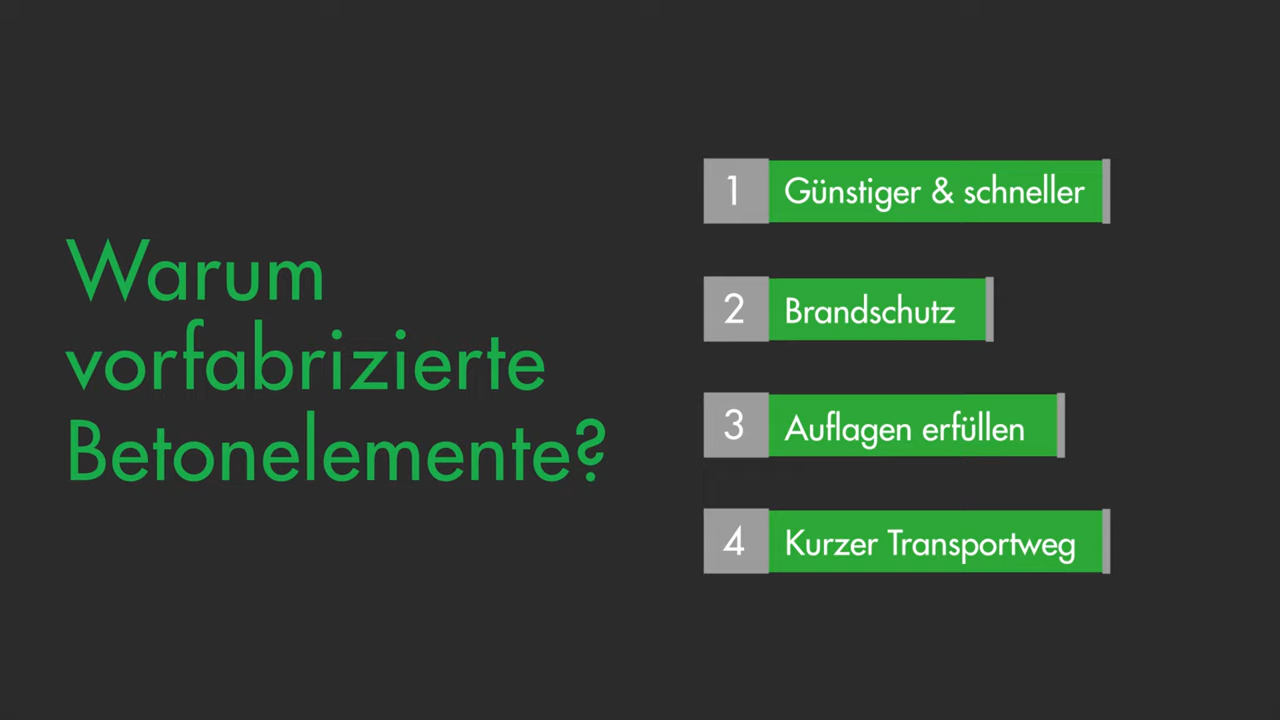 Warum
vorfabrizierte
Betonelemente?
1 Günstiger & schneller
2 Brandschutz
3 Auflagen erfüllen
4 Kurzer Transportweg